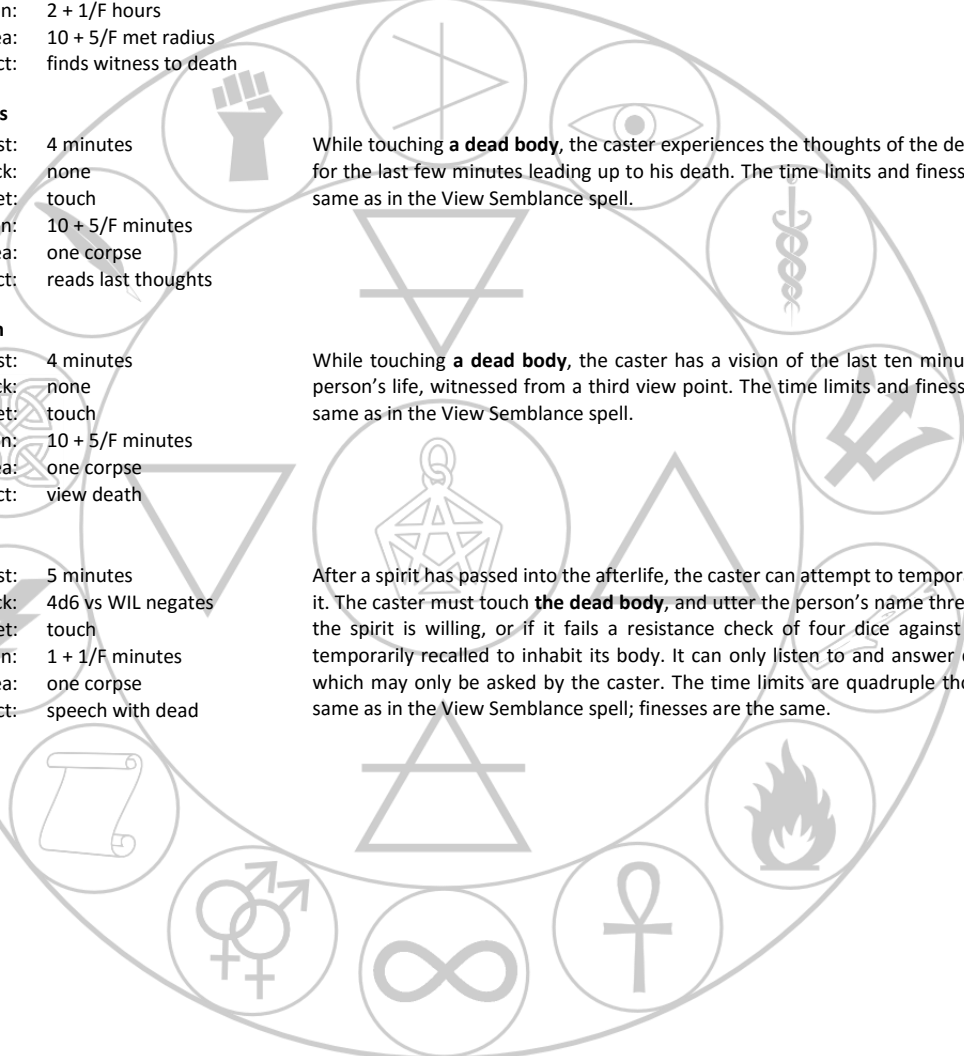 n: 2 + 1/F hours
ea: 10 + 5/F met radius
ct: finds witness to death
s
st: 4 minutes
ck: none
et: touch
n: 10 + 5/F minutes
ea: one corpse
ct: reads last thoughts
While touching a dead body, the caster experiences the thoughts of the de
for the last few minutes leading up to his death. The time limits and finess
same as in the View Semblance spell.
n
st: 4 minutes
ck: none
et: touch
n: 10 + 5/F minutes
ea: one corpse
ct: view death
While touching a dead body, the caster has a vision of the last ten minu
person’s life, witnessed from a third view point. The time limits and finess
same as in the View Semblance spell.
st: 5 minutes
ck: 4d6 vs WIL negates
et: touch
n: 1 + 1/F minutes
ea: one corpse
ct: speech with dead
After a spirit has passed into the afterlife, the caster can attempt to tempor
it. The caster must touch the dead body, and utter the person’s name thre
the spirit is willing, or if it fails a resistance check of four dice against
temporarily recalled to inhabit its body. It can only listen to and answer
which may only be asked by the caster. The time limits are quadruple tho
same as in the View Semblance spell; finesses are the same.